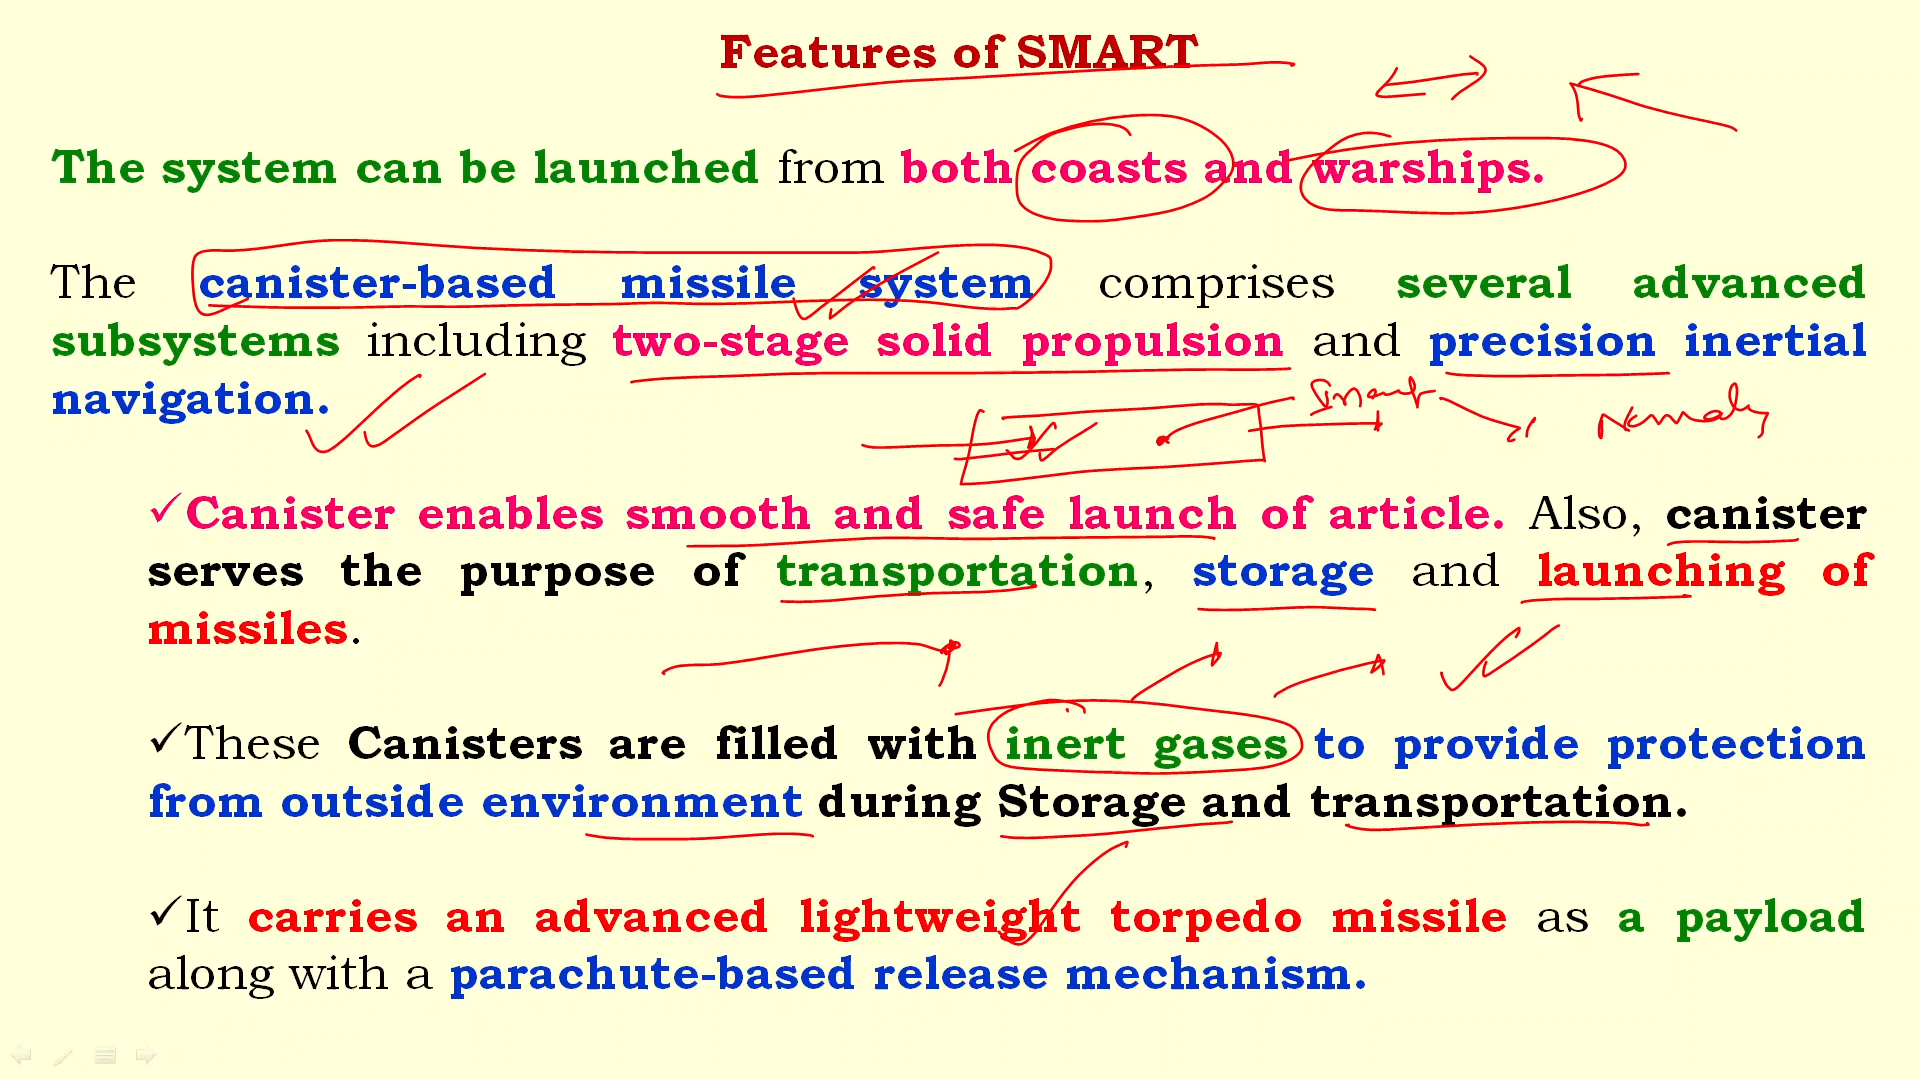 Features of SMART
The system can be launched from both coasts and warships.
The canister-based missile system comprises several advanced
subsystems including two-stage solid propulsion and precision inertial
navigation.
✓Canister enables smooth and safe launch of article. Also, canister
serves the purpose of transportation, storage and launching of
missiles.
✓These Canisters are filled with inert gases to provide protection
from outside environment during Storage and transportation.
✓It carries an advanced lightweight torpedo missile as a payload
along with a parachute-based release mechanism.